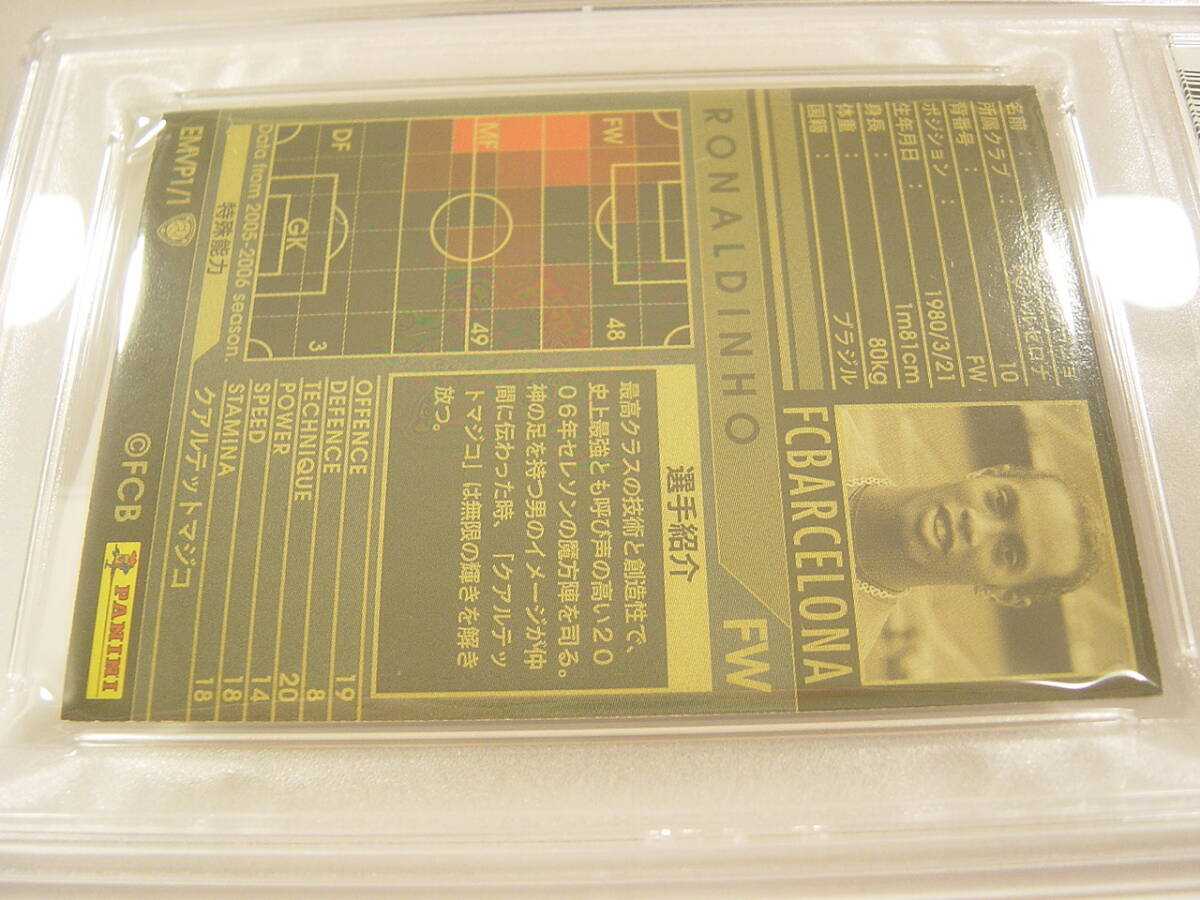 名前 :
所属クラブ :
背番号 : 10
ポジション : FW
生年月日 : 1980/3/21
身長 : 1m81cm
体重 : 80kg
国籍 : ブラジル
FCBARCELONA
RONALDINHO FW
FW 48
MF 49
DF 3
GK
Data from 2005-2006 season.
選手紹介
最高クラスの技術と創造性で、
史上最強とも呼び声の高い20
06年セレソンの魔方陣を司る。
神の足を持つ男のイメージが仲
間に伝わった時、「クアルテッ
トマジコ」は無限の輝きを解き
放つ。
OFFENCE 19
DEFENCE 8
TECHNIQUE 20
POWER 14
SPEED 18
STAMINA 18
特殊能力 クアルテットマジコ
EMVP1/1
©FCB
PANINI